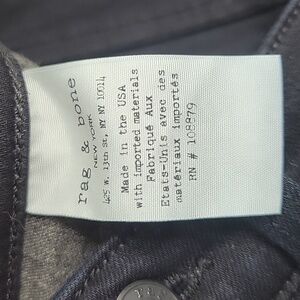 rag & bone
NEW YORK
425 W. 13th St, NY NY 10014
Made in the USA
with imported materials
Fabriqué Aux
Etats-Unis avec des
matériaux importés
RN # 108879